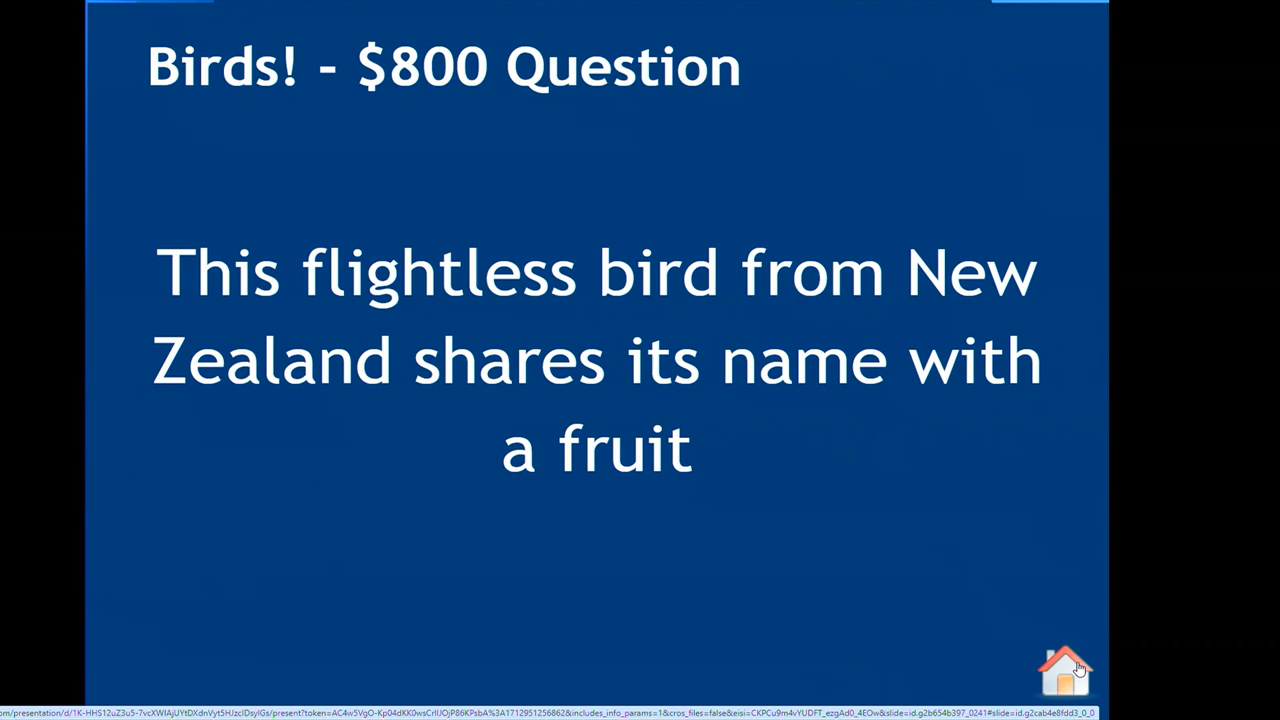 Birds! - $800 Question
This flightless bird from New
Zealand shares its name with
a fruit